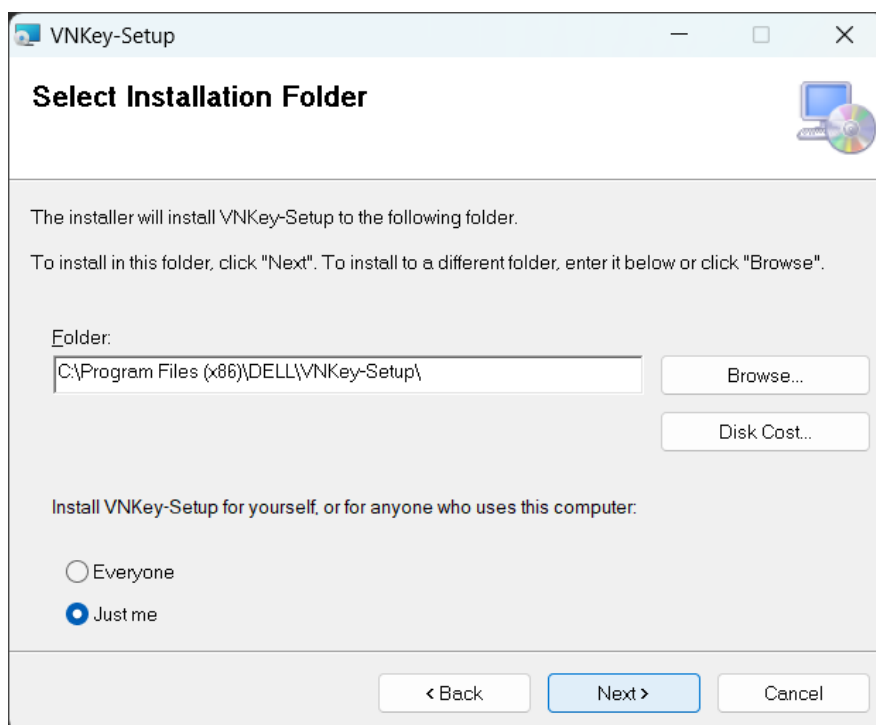 VNKey-Setup
Select Installation Folder
The installer will install VNKey-Setup to the following folder.
To install in this folder, click "Next". To install to a different folder, enter it below or click "Browse".
Folder:
C:\Program Files (x86)\DELL\VNKey-Setup\
Browse...
Disk Cost...
Install VNKey-Setup for yourself, or for anyone who uses this computer:
Everyone
Just me
< Back
Next >
Cancel